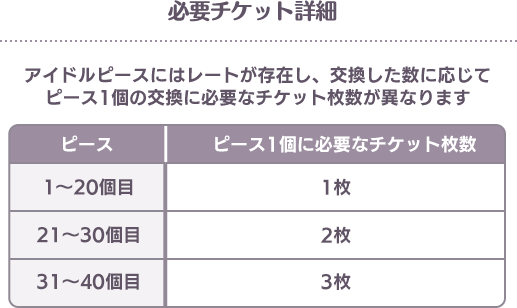 必要チケット詳細
アイドルピースにはレートが存在し、交換した数に応じて
ピース1個の交換に必要なチケット枚数が異なります
ピース ピース1個に必要なチケット枚数
1〜20個目 1枚
21〜30個目 2枚
31〜40個目 3枚